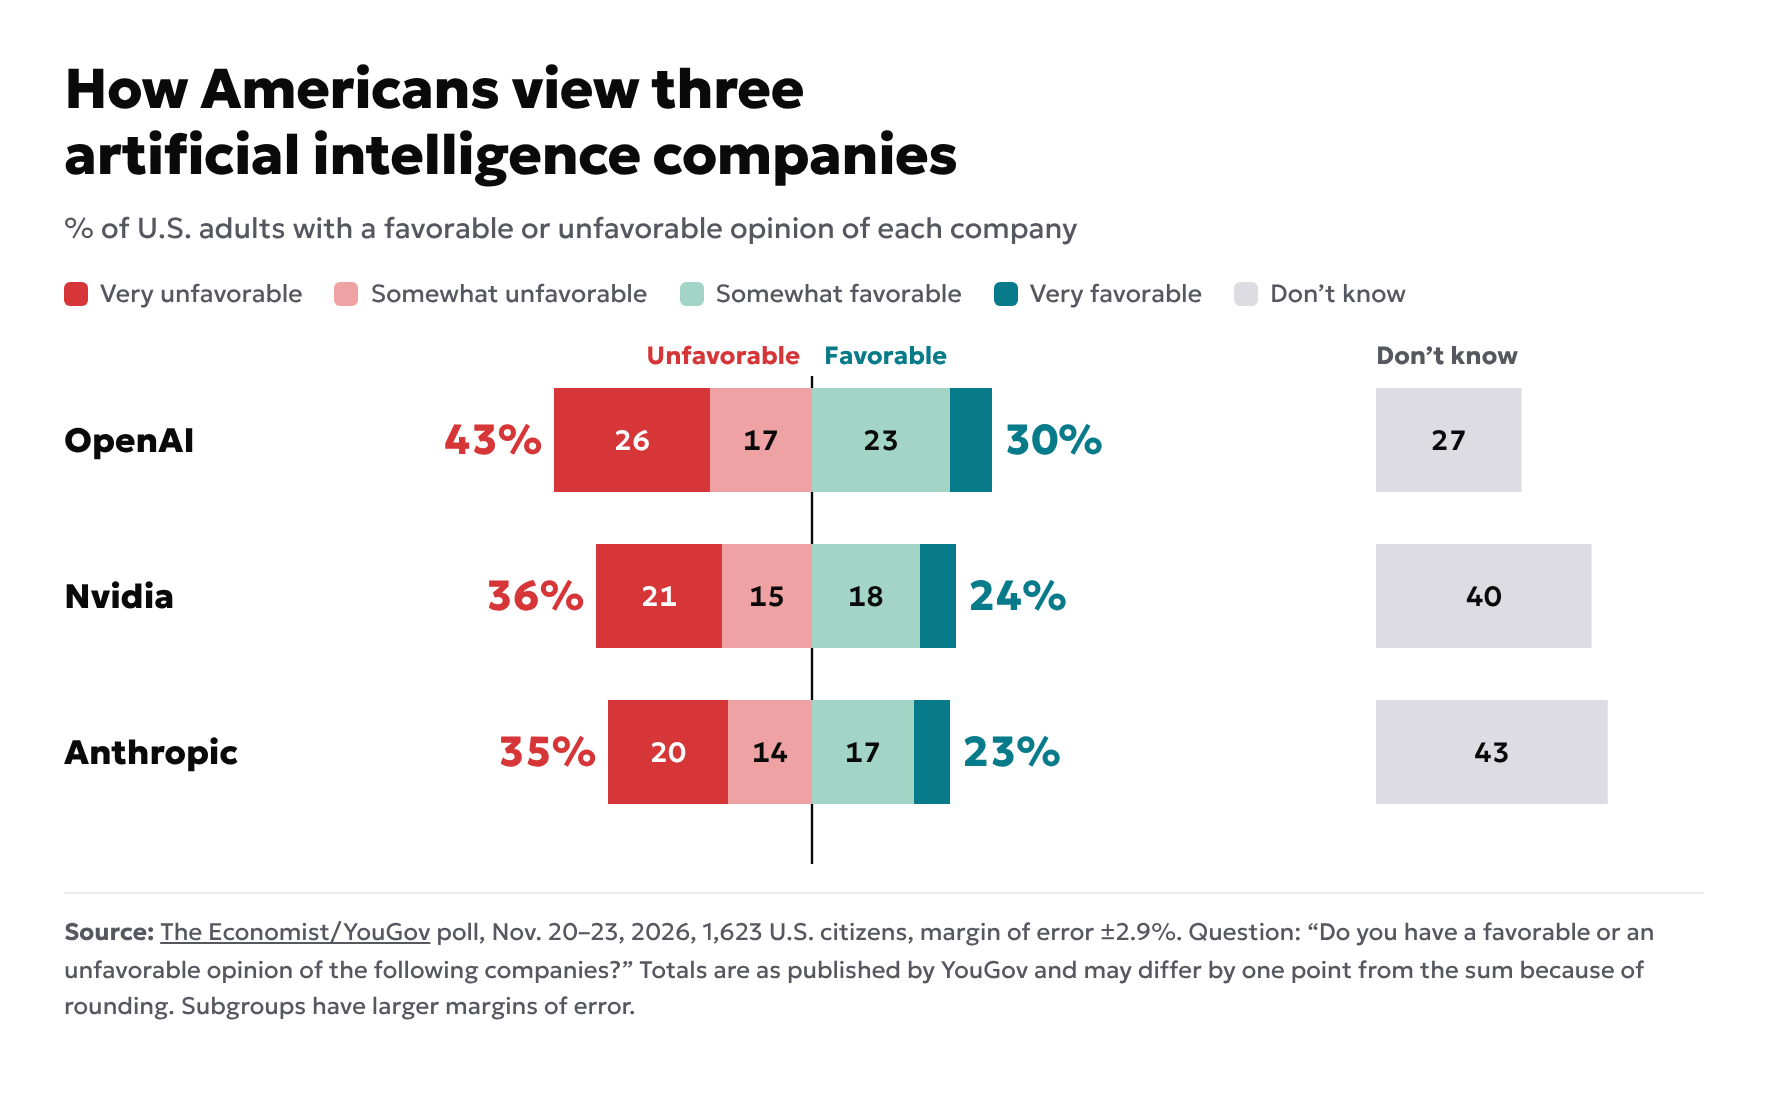 How Americans view three
artificial intelligence companies
% of U.S. adults with a favorable or unfavorable opinion of each company
Very unfavorable Somewhat unfavorable Somewhat favorable Very favorable Don’t know
Unfavorable Favorable Don’t know
OpenAI 43% 26 17 23 30% 27
Nvidia 36% 21 15 18 24% 40
Anthropic 35% 20 14 17 23% 43
Source: The Economist/YouGov poll, Nov. 20–23, 2026, 1,623 U.S. citizens, margin of error ±2.9%. Question: “Do you have a favorable or an
unfavorable opinion of the following companies?” Totals are as published by YouGov and may differ by one point from the sum because of
rounding. Subgroups have larger margins of error.